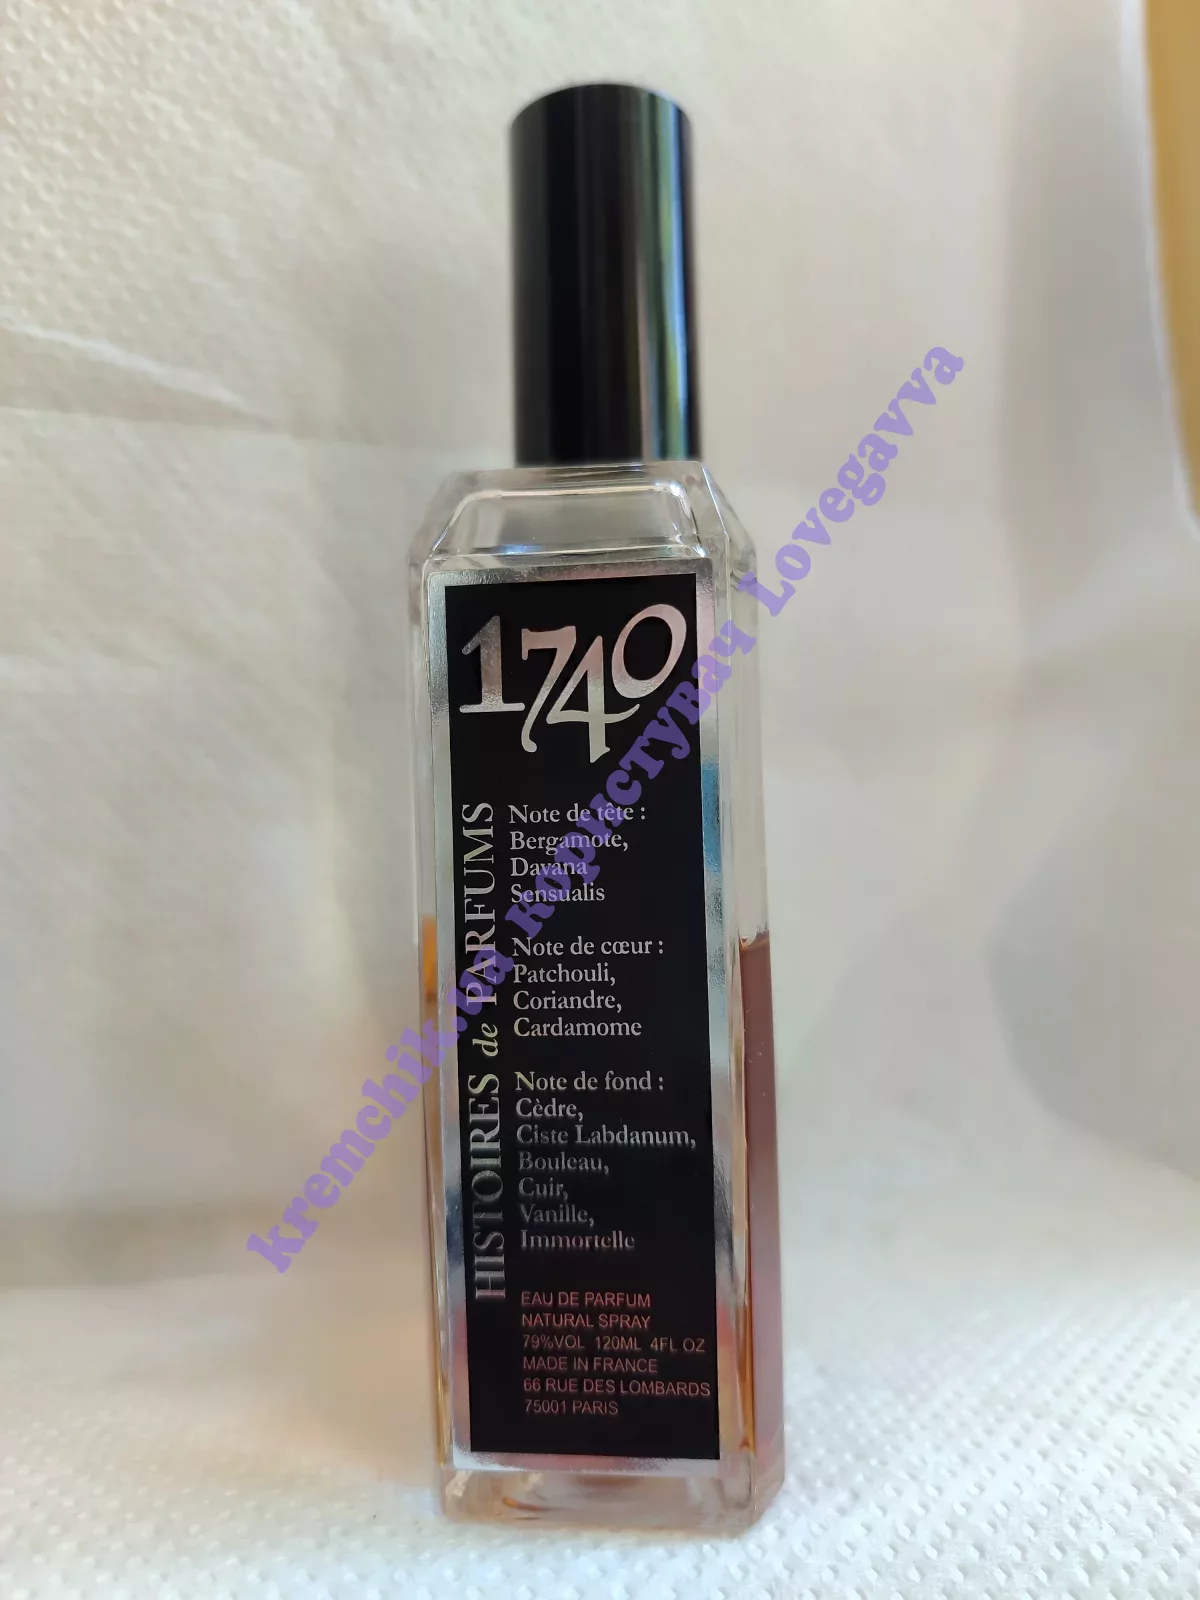 1740
HISTOIRES de PARFUMS
Note de tête :
Bergamote,
Davana
Sensualis
Note de cœur :
Patchouli,
Coriandre,
Cardamome
Note de fond :
Cèdre,
Ciste Labdanum,
Bouleau,
Cuir,
Vanille,
Immortelle
EAU DE PARFUM
NATURAL SPRAY
79%VOL 120ML 4FL OZ
MADE IN FRANCE
66 RUE DES LOMBARDS
75001 PARIS
kremchik.ua Користувач Lovegavva